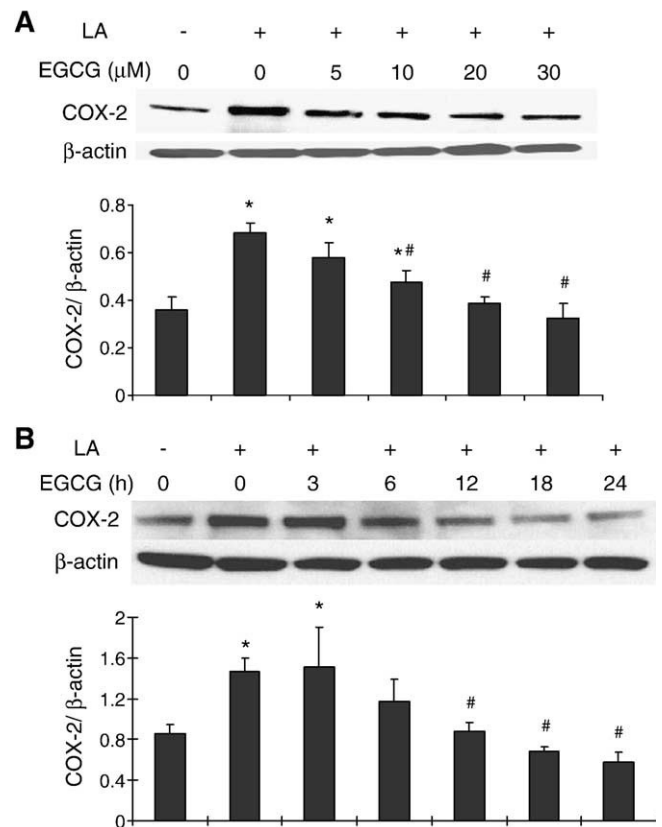 A
LA - + + + + +
EGCG (μM) 0 0 5 10 20 30
COX-2
β-actin
0.8
0.6
0.4
0.2
0
COX-2/ β-actin
* * *# # #
B
LA - + + + + + +
EGCG (h) 0 0 3 6 12 18 24
COX-2
β-actin
2
1.6
1.2
0.8
0.4
0
COX-2/ β-actin
* * # # #